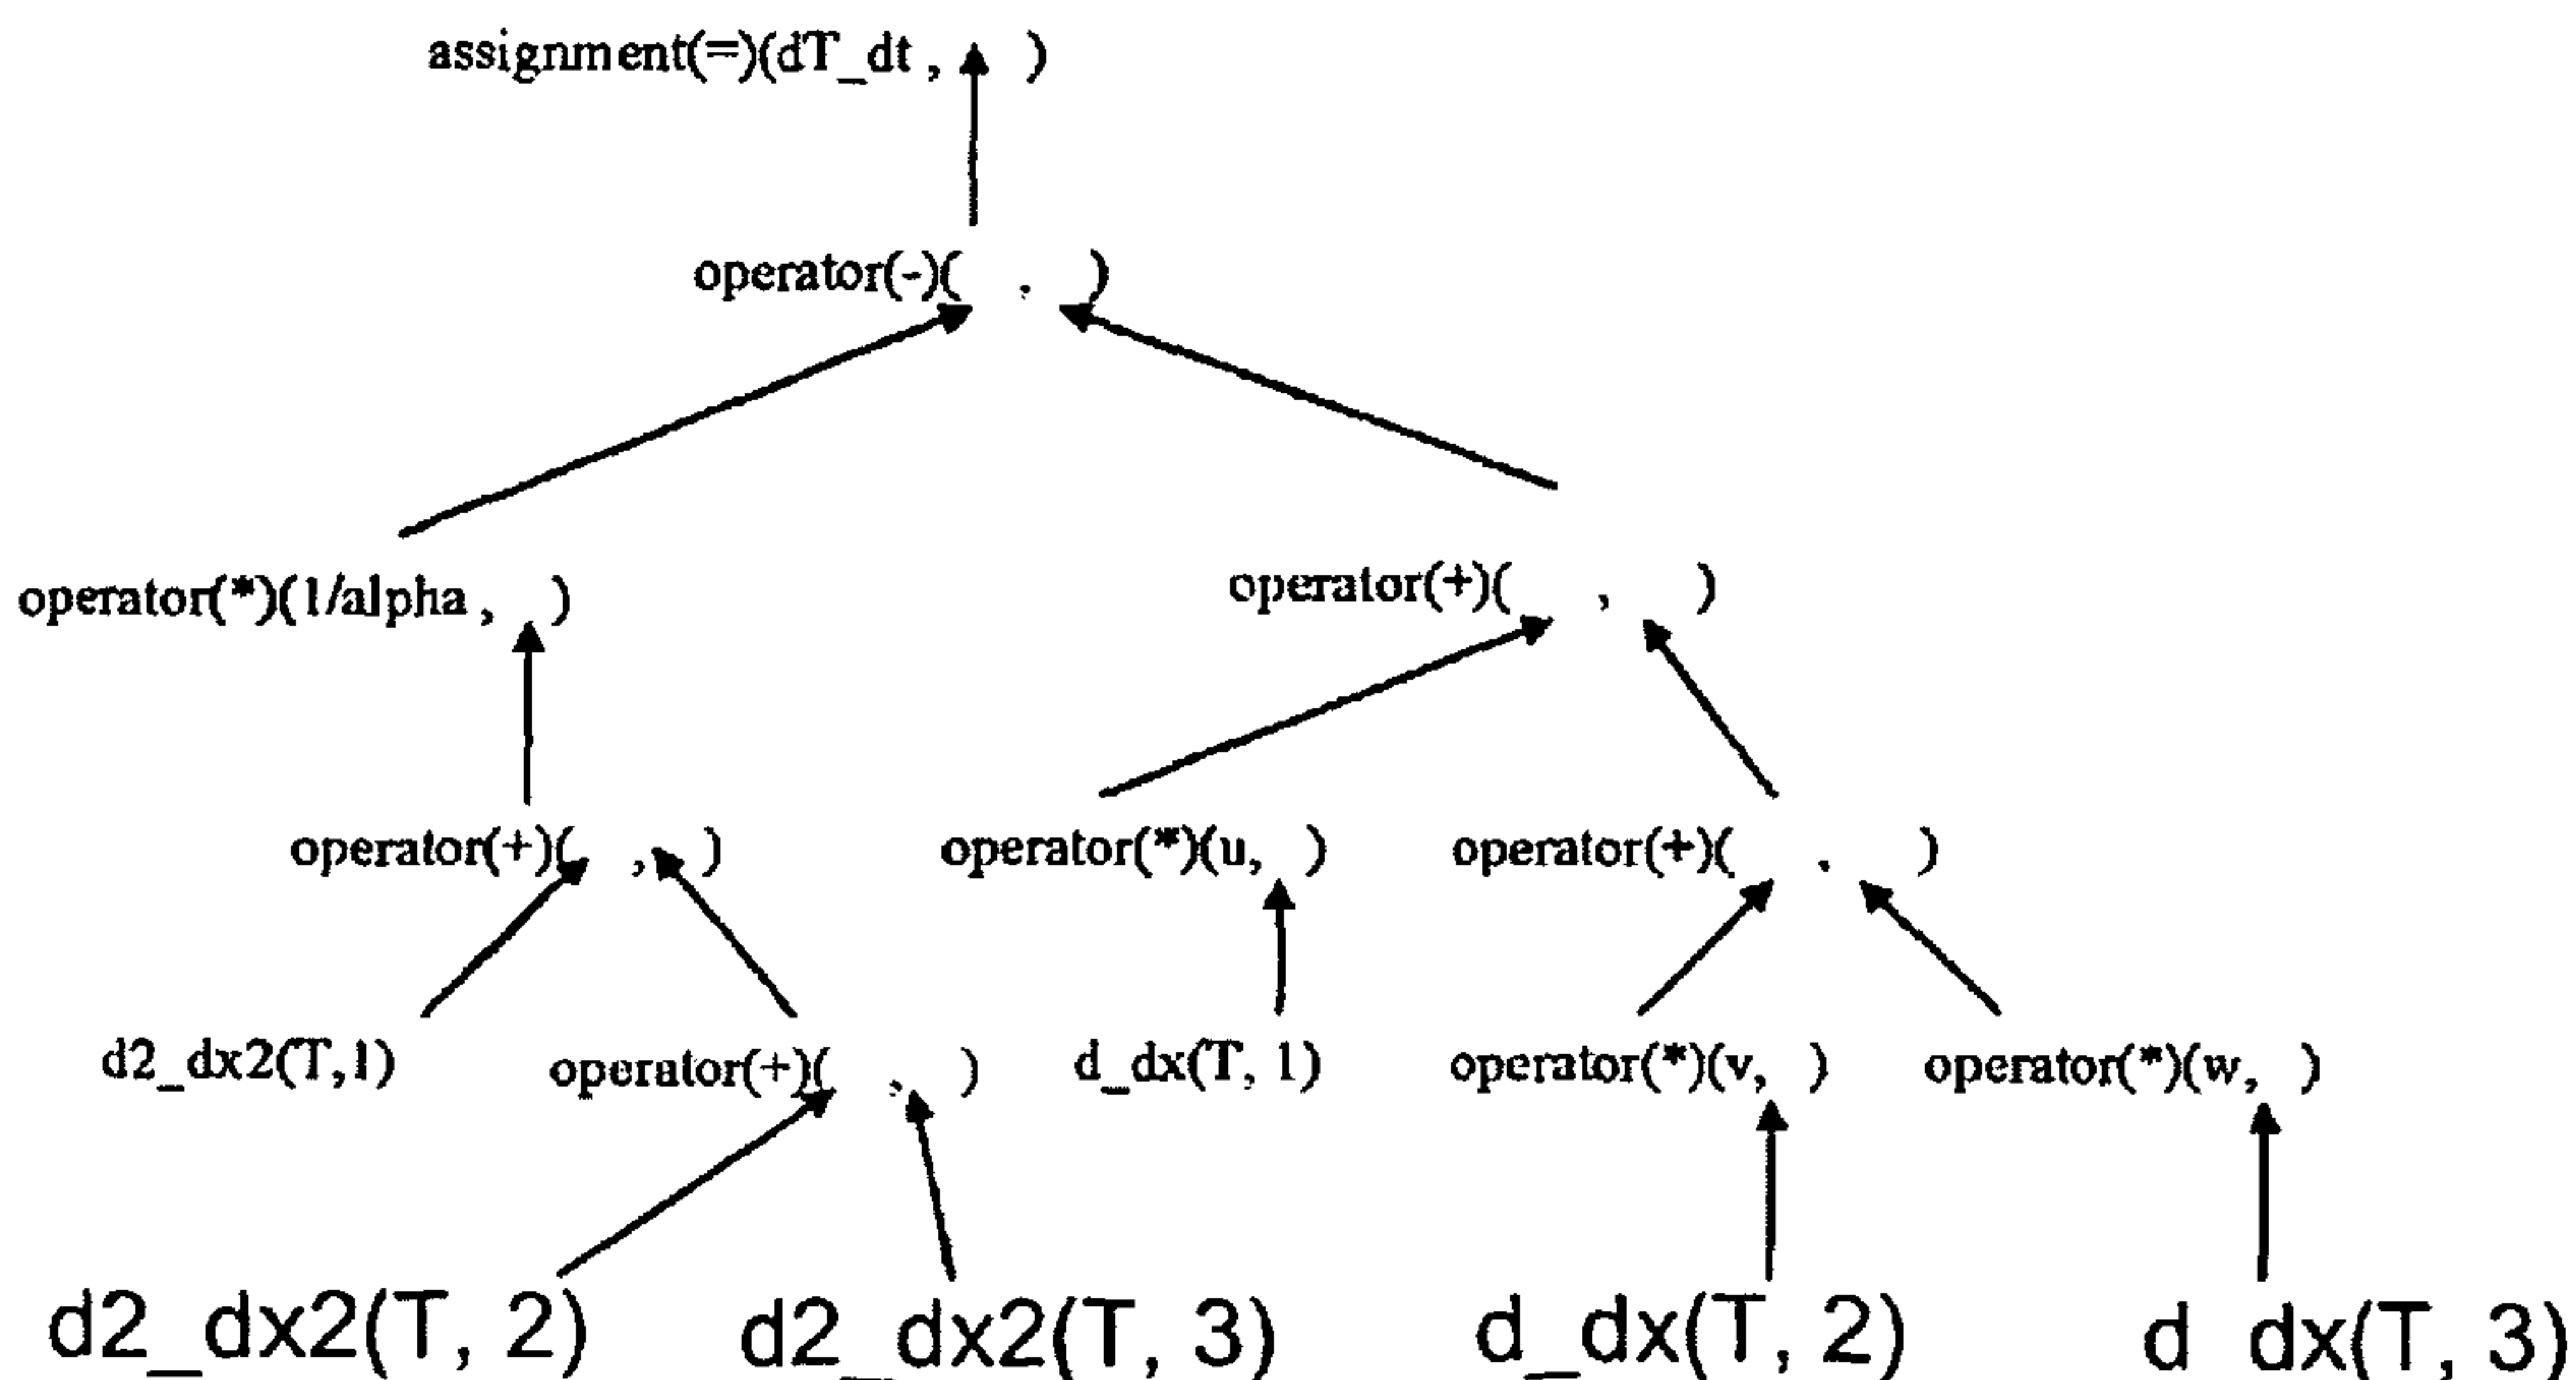 assignment(=)(dT_dt ,   )
operator(-)(   ,   )
operator(*)(1/alpha ,   )   operator(+)(   ,   )
operator(+)(   ,   )   operator(*)(u,   )   operator(+)(   ,   )
d2_dx2(T,1)   operator(+)(   ,   )   d_dx(T, 1)   operator(*)(v,   )   operator(*)(w,   )
d2_dx2(T, 2)   d2_dx2(T, 3)   d_dx(T, 2)   d dx(T, 3)